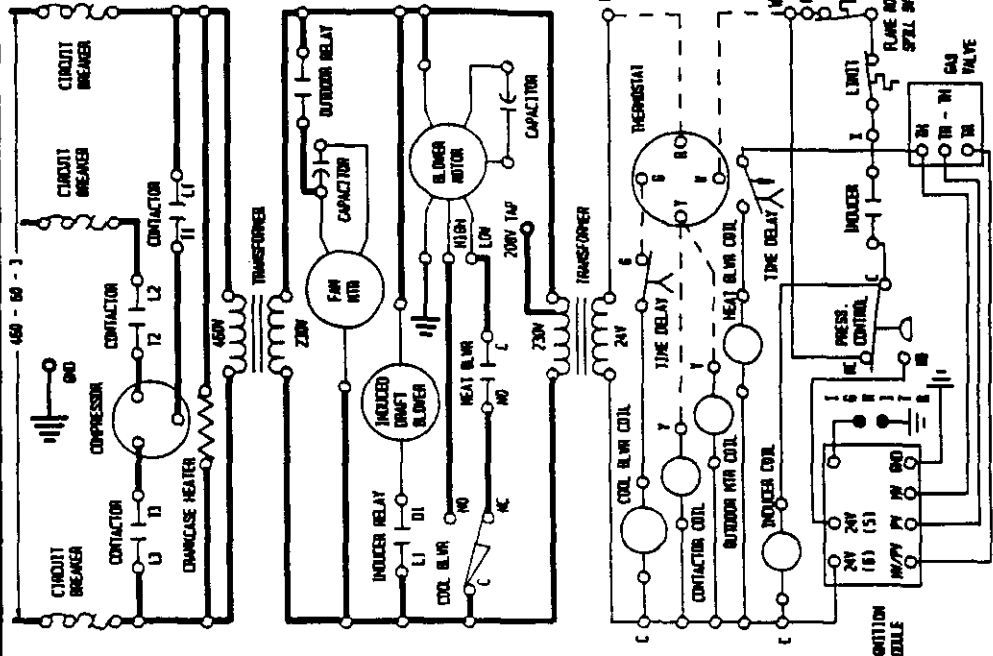 460 - 60 - 3
CIRCUIT
BREAKER
CIRCUIT
BREAKER
CIRCUIT
BREAKER
GND
COMPRESSOR
CONTACTOR
L3
T3
CONTACTOR
T2
L2
CONTACTOR
T1
L1
CRANKCASE HEATER
460V
TRANSFORMER
230V
OUTDOOR RELAY
CAPACITOR
FAN
MTR
INDUCED
DRAFT
BLOWER
INDUCER RELAY
L1
D1
BLOWER
MOTOR
CAPACITOR
HIGH
LOW
HEAT BLWR
NO
C
COOL BLWR
NO
NC
C
208V TAP
230V
TRANSFORMER
24V
THERMOSTAT
R
G
Y
W
G
TIME DELAY
COOL BLWR COIL
C
Y
CONTACTOR COIL
Y
OUTDOOR MTR COIL
HEAT BLWR COIL
TIME DELAY
INDUCER COIL
C
PRESS.
CONTROL
NC
C
NO
INDUCER
X
LIMIT
GAS
VALVE
TH
TR - TH
TR
24V
(6)
24V
(5)
GND
MV/PV
PV
MV